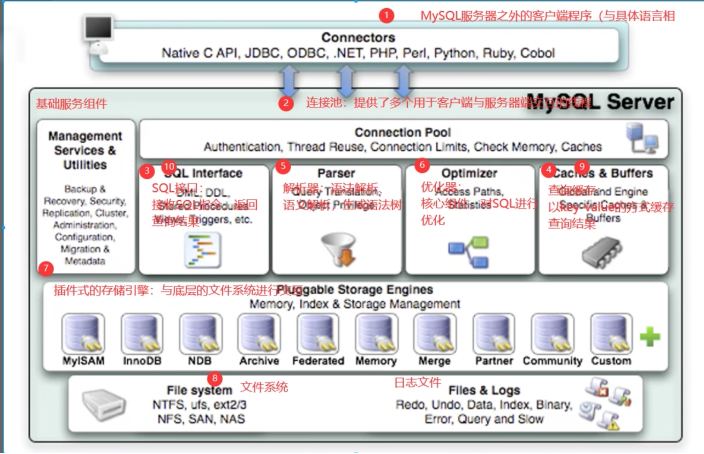 1 MySQL服务器之外的客户端程序（与具体语言相
Connectors
Native C API, JDBC, ODBC, .NET, PHP, Perl, Python, Ruby, Cobol
基础服务组件
2 连接池：提供了多个用于客户端与服务器端
MySQL Server
Management
Services &
Utilities
Backup &
Recovery, Security,
Replication, Cluster,
Administration,
Configuration,
Migration &
Metadata
Connection Pool
Authentication, Thread Reuse, Connection Limits, Check Memory, Caches
3 10
SQL Interface
SQL接口：
DML, DDL,
接收SQL指令，返回
Stored Procedures
Views, Triggers, etc.
查询结果
5
Parser
解析器：语法解析、
Query Translation,
语义解析，生成语法树
Object Privilege
6
Optimizer
优化器：
Access Paths,
核心组件，对SQL进行
Statistics
优化
4 9
Caches & Buffers
查询缓存：
Global and Engine
以key-value的方式缓存
Specific Caches &
Buffers
查询结果
7
插件式的存储引擎：与底层的文件系统进行
Pluggable Storage Engines
Memory, Index & Storage Management
MyISAM InnoDB NDB Archive Federated Memory Merge Partner Community Custom
8 文件系统
File system
NTFS, ufs, ext2/3
NFS, SAN, NAS
日志文件
Files & Logs
Redo, Undo, Data, Index, Binary,
Error, Query and Slow